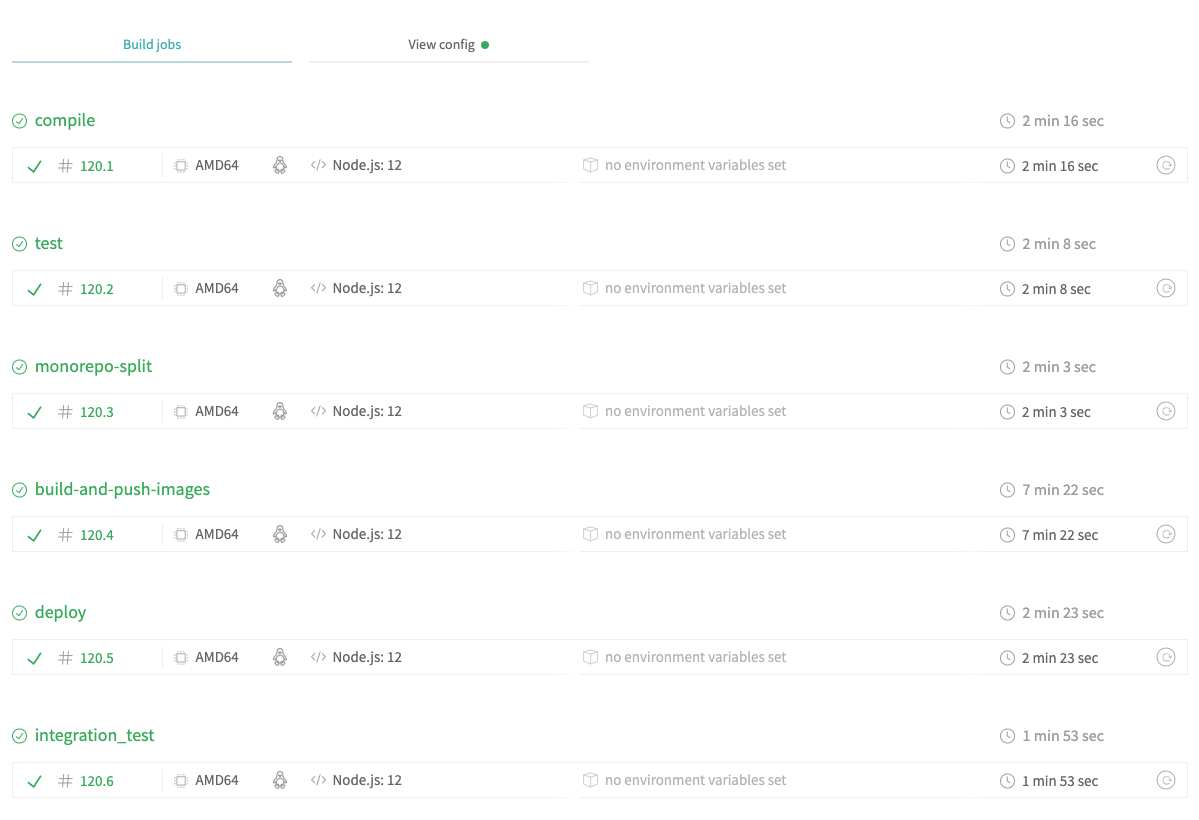 Build jobs View config
compile 2 min 16 sec
# 120.1 AMD64 </> Node.js: 12 no environment variables set 2 min 16 sec
test 2 min 8 sec
# 120.2 AMD64 </> Node.js: 12 no environment variables set 2 min 8 sec
monorepo-split 2 min 3 sec
# 120.3 AMD64 </> Node.js: 12 no environment variables set 2 min 3 sec
build-and-push-images 7 min 22 sec
# 120.4 AMD64 </> Node.js: 12 no environment variables set 7 min 22 sec
deploy 2 min 23 sec
# 120.5 AMD64 </> Node.js: 12 no environment variables set 2 min 23 sec
integration_test 1 min 53 sec
# 120.6 AMD64 </> Node.js: 12 no environment variables set 1 min 53 sec